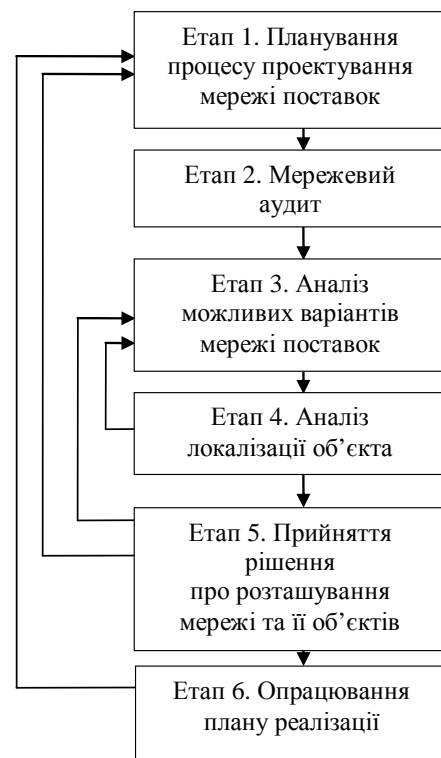 Етап 1. Планування
процесу проектування
мережі поставок
Етап 2. Мережевий
аудит
Етап 3. Аналіз
можливих варіантів
мережі поставок
Етап 4. Аналіз
локалізації об’єкта
Етап 5. Прийняття
рішення
про розташування
мережі та її об’єктів
Етап 6. Опрацювання
плану реалізації